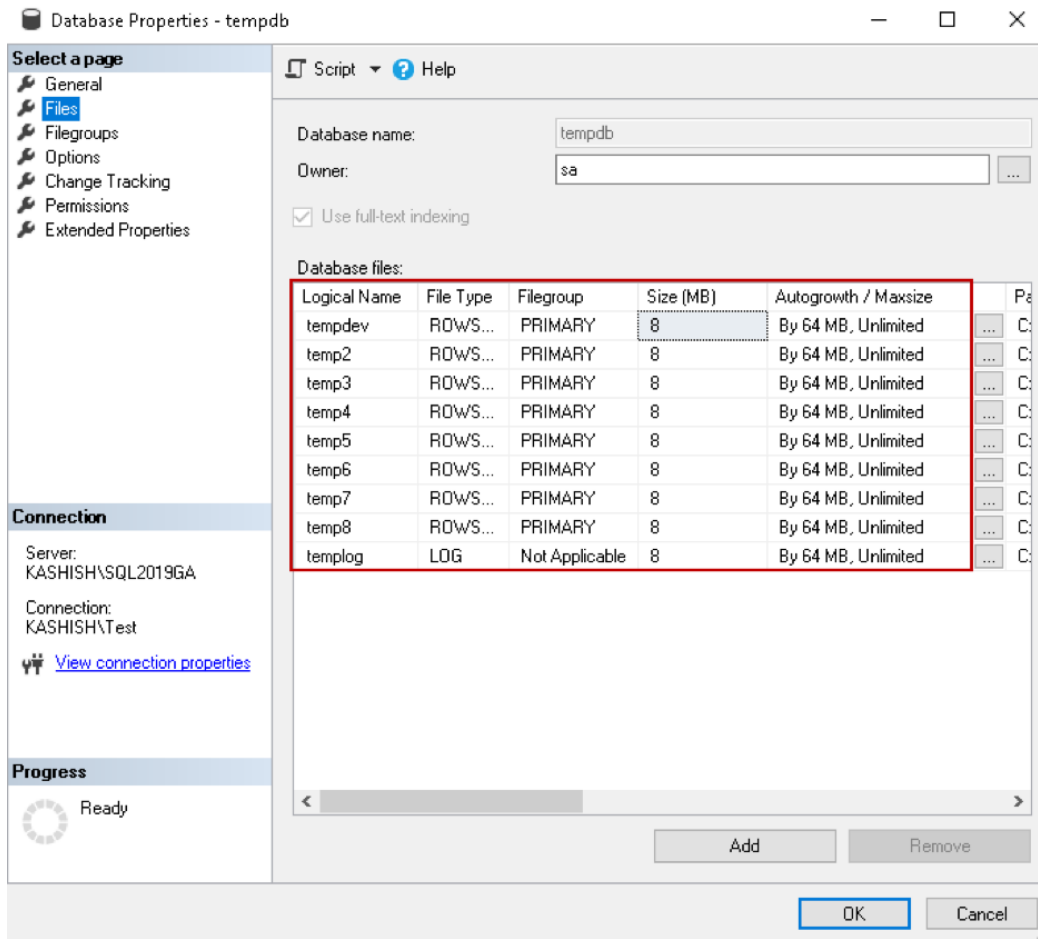 Database Properties - tempdb
Select a page
General
Files
Filegroups
Options
Change Tracking
Permissions
Extended Properties
Script Help
Database name: tempdb
Owner: sa ...
Use full-text indexing
Database files:
Logical Name File Type Filegroup Size (MB) Autogrowth / Maxsize Pa
tempdev ROWS... PRIMARY 8 By 64 MB, Unlimited ... C:
temp2 ROWS... PRIMARY 8 By 64 MB, Unlimited ... C:
temp3 ROWS... PRIMARY 8 By 64 MB, Unlimited ... C:
temp4 ROWS... PRIMARY 8 By 64 MB, Unlimited ... C:
temp5 ROWS... PRIMARY 8 By 64 MB, Unlimited ... C:
temp6 ROWS... PRIMARY 8 By 64 MB, Unlimited ... C:
temp7 ROWS... PRIMARY 8 By 64 MB, Unlimited ... C:
temp8 ROWS... PRIMARY 8 By 64 MB, Unlimited ... C:
templog LOG Not Applicable 8 By 64 MB, Unlimited ... C:
Connection
Server:
KASHISH\SQL2019GA
Connection:
KASHISH\Test
View connection properties
Progress
Ready
Add Remove
OK Cancel